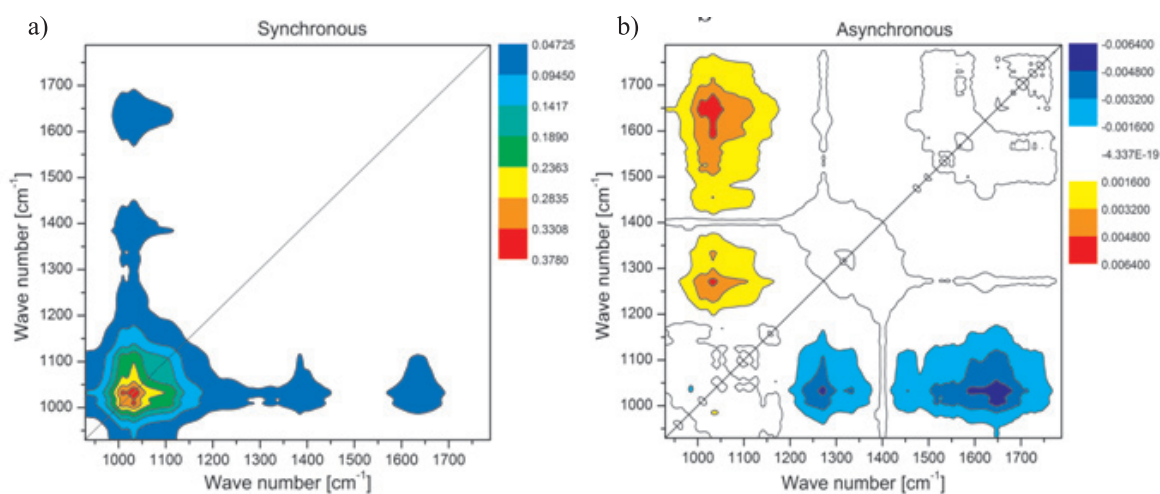 a)
Synchronous
Wave number [cm⁻¹]
1700
1600
1500
1400
1300
1200
1100
1000
1000 1100 1200 1300 1400 1500 1600 1700
Wave number [cm⁻¹]
0.04725
0.09450
0.1417
0.1890
0.2363
0.2835
0.3308
0.3780
b)
Asynchronous
Wave number [cm⁻¹]
1700
1600
1500
1400
1300
1200
1100
1000
1000 1100 1200 1300 1400 1500 1600 1700
Wave number [cm⁻¹]
-0.006400
-0.004800
-0.003200
-0.001600
-4.337E-19
0.001600
0.003200
0.004800
0.006400